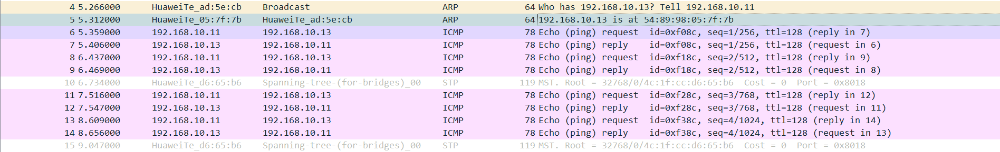 4 5.266000 HuaweiTe_ad:5e:cb Broadcast ARP 64 Who has 192.168.10.13? Tell 192.168.10.11
5 5.312000 HuaweiTe_05:7f:7b HuaweiTe_ad:5e:cb ARP 64 192.168.10.13 is at 54:89:98:05:7f:7b
6 5.359000 192.168.10.11 192.168.10.13 ICMP 78 Echo (ping) request id=0xf08c, seq=1/256, ttl=128 (reply in 7)
7 5.406000 192.168.10.13 192.168.10.11 ICMP 78 Echo (ping) reply id=0xf08c, seq=1/256, ttl=128 (request in 6)
8 6.437000 192.168.10.11 192.168.10.13 ICMP 78 Echo (ping) request id=0xf18c, seq=2/512, ttl=128 (reply in 9)
9 6.469000 192.168.10.13 192.168.10.11 ICMP 78 Echo (ping) reply id=0xf18c, seq=2/512, ttl=128 (request in 8)
10 6.734000 HuaweiTe_d6:65:b6 Spanning-tree-(for-bridges)_00 STP 119 MST. Root = 32768/0/4c:1f:cc:d6:65:b6 Cost = 0 Port = 0x8018
11 7.516000 192.168.10.11 192.168.10.13 ICMP 78 Echo (ping) request id=0xf28c, seq=3/768, ttl=128 (reply in 12)
12 7.547000 192.168.10.13 192.168.10.11 ICMP 78 Echo (ping) reply id=0xf28c, seq=3/768, ttl=128 (request in 11)
13 8.609000 192.168.10.11 192.168.10.13 ICMP 78 Echo (ping) request id=0xf38c, seq=4/1024, ttl=128 (reply in 14)
14 8.656000 192.168.10.13 192.168.10.11 ICMP 78 Echo (ping) reply id=0xf38c, seq=4/1024, ttl=128 (request in 13)
15 9.047000 HuaweiTe_d6:65:b6 Spanning-tree-(for-bridges)_00 STP 119 MST. Root = 32768/0/4c:1f:cc:d6:65:b6 Cost = 0 Port = 0x8018